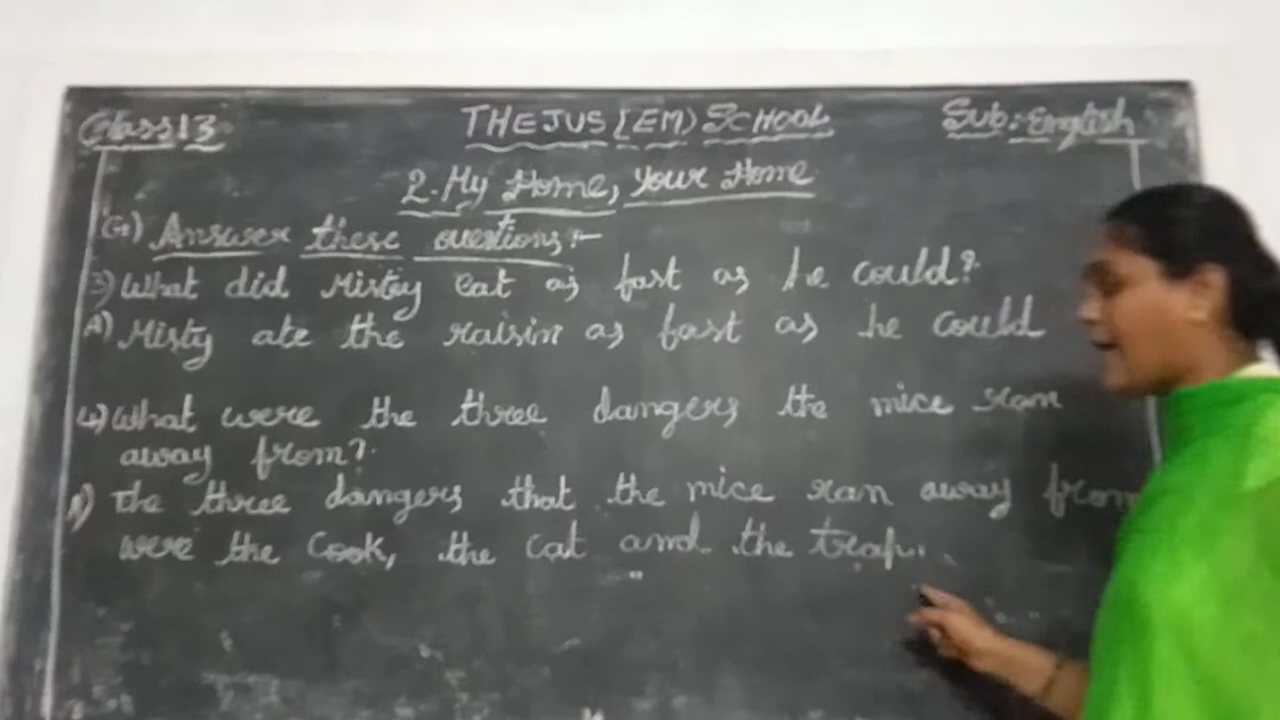 Class: 3 THEJUS (EM) SCHOOL Sub: English
2. My Home, Your Home
G) Answer these questions:-
3) What did Misty eat as fast as he could?
A) Misty ate the raisin as fast as he could
4) What were the three dangers the mice ran
away from?
A) The three dangers that the mice ran away from
were the Cook, the cat and the trap.